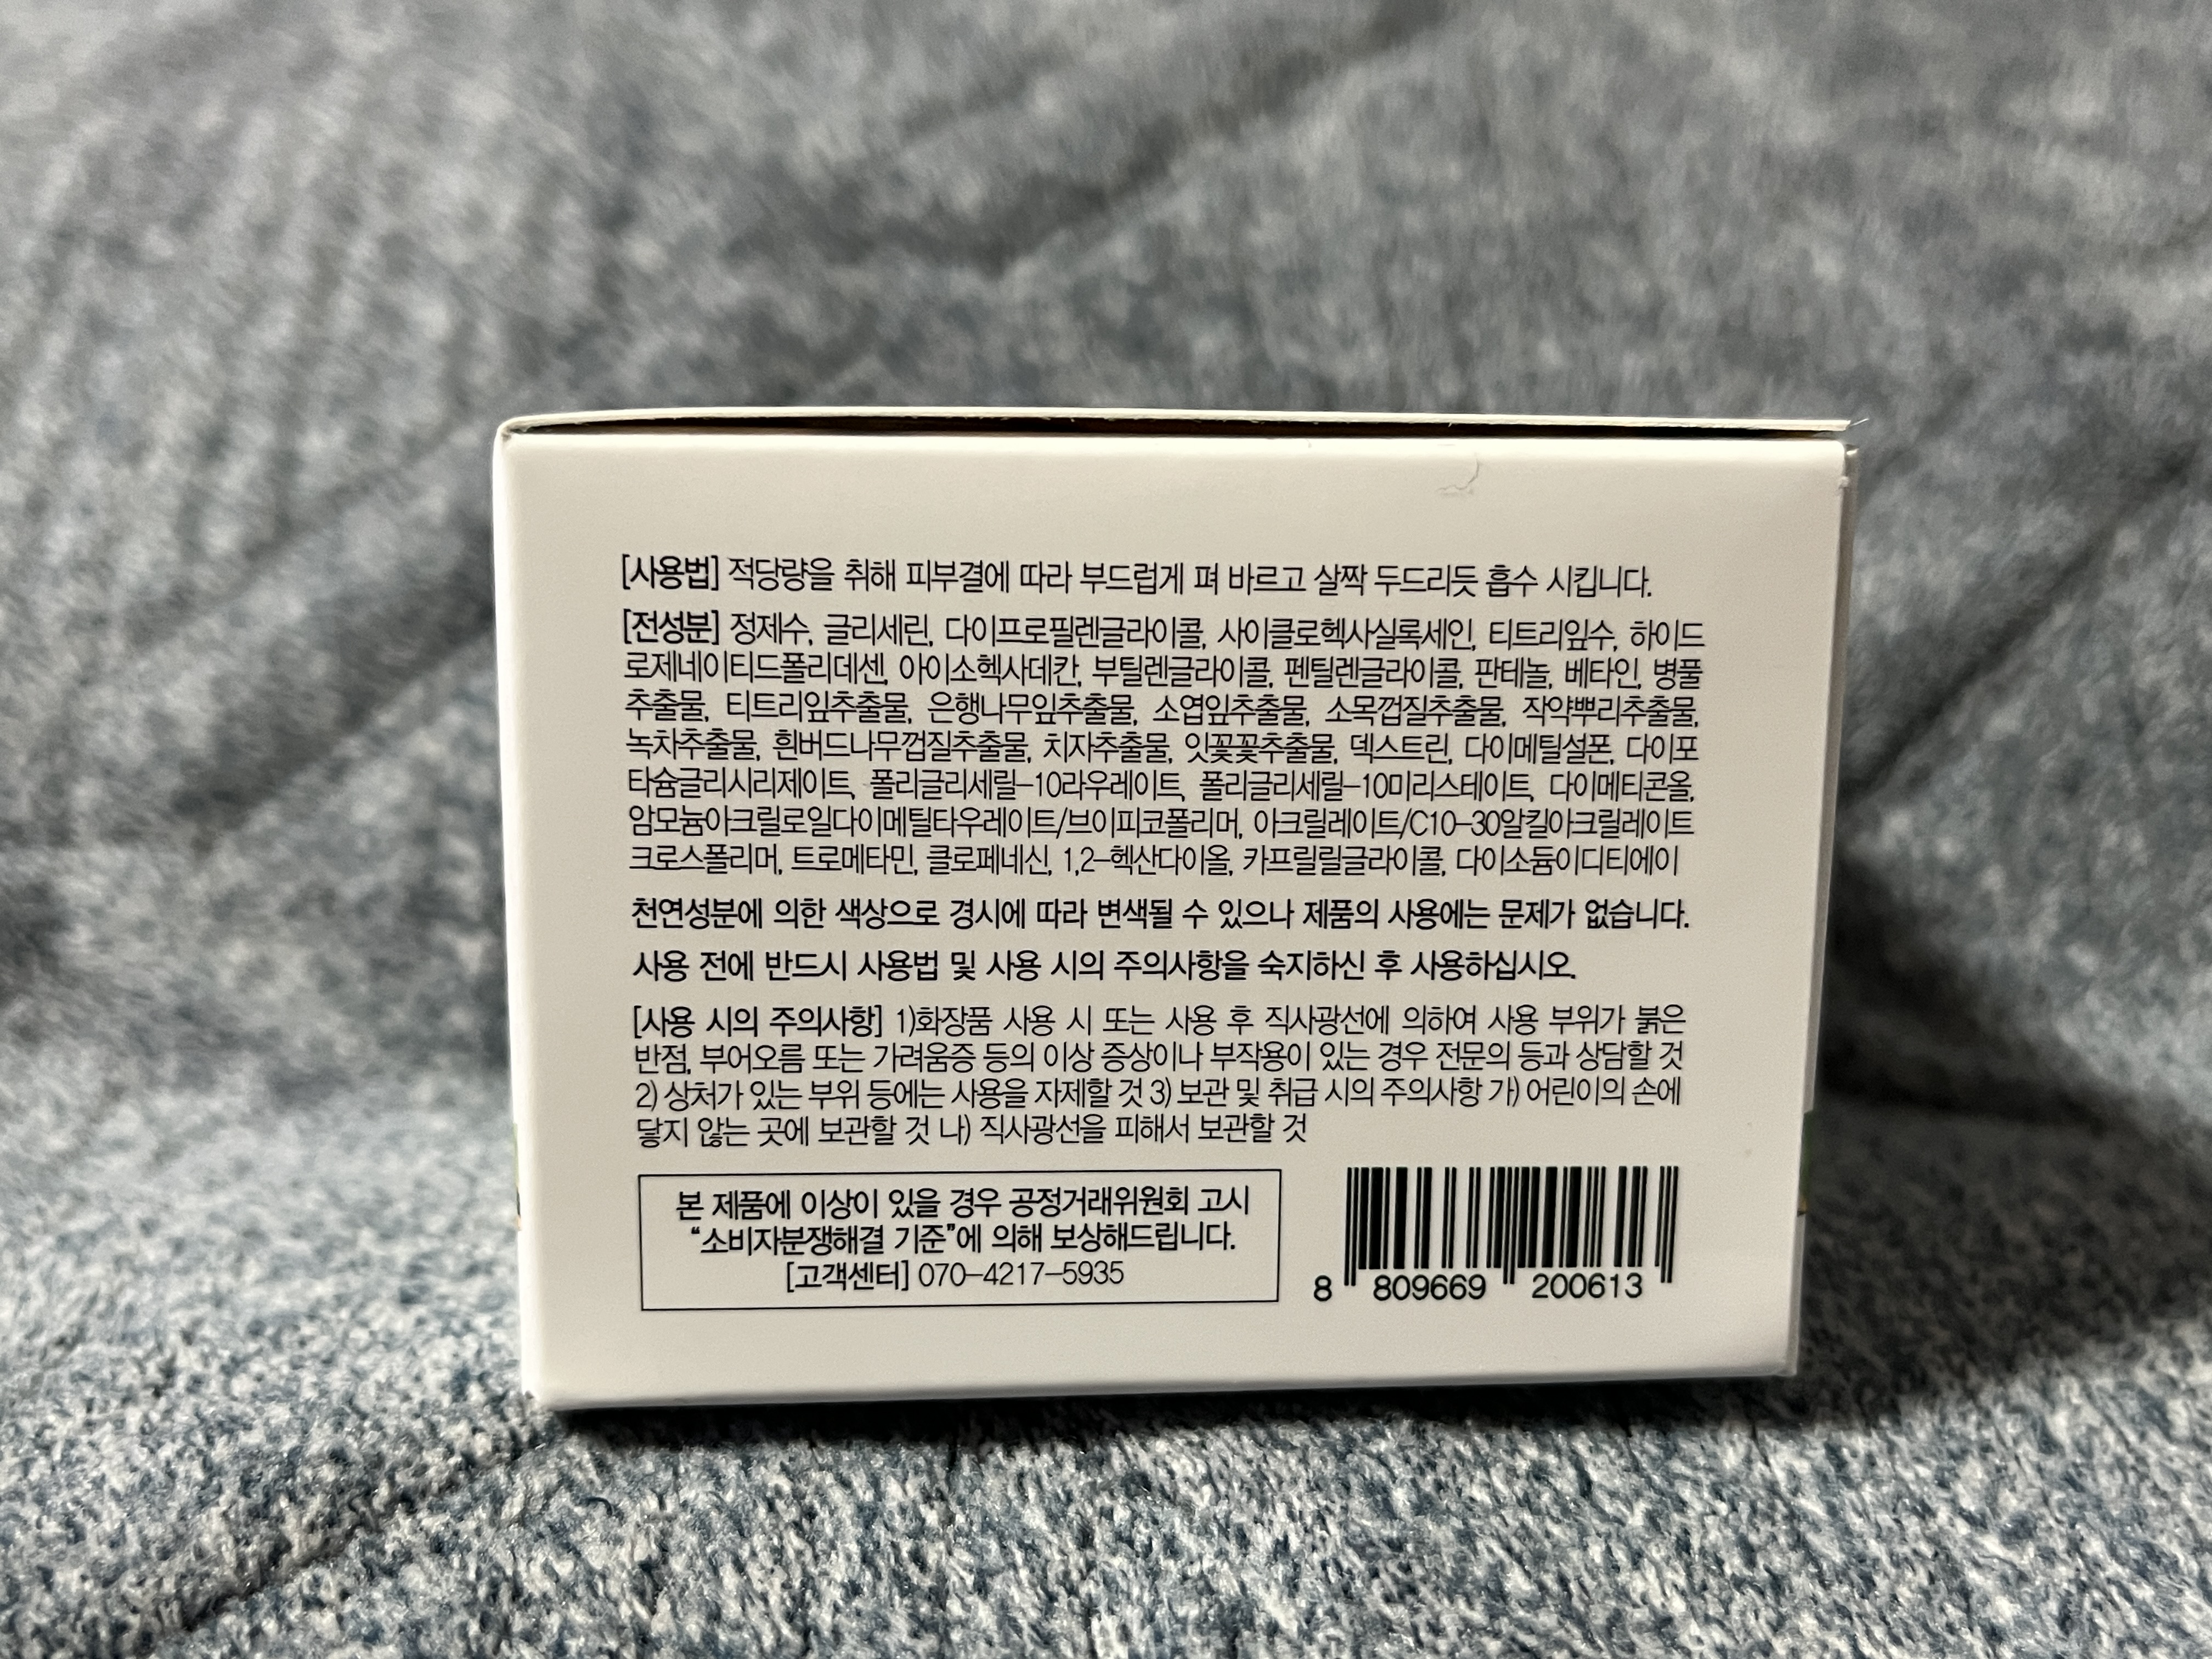 [사용법] 적당량을 취해 피부결에 따라 부드럽게 펴 바르고 살짝 두드리듯 흡수 시킵니다.
[전성분] 정제수, 글리세린, 다이프로필렌글라이콜, 사이클로헥사실록세인, 티트리잎수, 하이드
로제네이티드폴리데센, 아이소헥사데칸, 부틸렌글라이콜, 펜틸렌글라이콜, 판테놀, 베타인, 병풀
추출물, 티트리잎추출물, 은행나무잎추출물, 소엽잎추출물, 소목껍질추출물, 작약뿌리추출물,
녹차추출물, 흰버드나무껍질추출물, 치자추출물, 잇꽃꽃추출물, 덱스트린, 다이메틸설폰, 다이포
타슘글리시리제이트, 폴리글리세릴-10라우레이트, 폴리글리세릴-10미리스테이트, 다이메티콘올,
암모늄아크릴로일다이메틸타우레이트/브이피코폴리머, 아크릴레이트/C10-30알킬아크릴레이트
크로스폴리머, 트로메타민, 클로페네신, 1,2-헥산다이올, 카프릴릴글라이콜, 다이소듐이디티에이
천연성분에 의한 색상으로 경시에 따라 변색될 수 있으나 제품의 사용에는 문제가 없습니다.
사용 전에 반드시 사용법 및 사용 시의 주의사항을 숙지하신 후 사용하십시오.
[사용 시의 주의사항] 1)화장품 사용 시 또는 사용 후 직사광선에 의하여 사용 부위가 붉은
반점, 부어오름 또는 가려움증 등의 이상 증상이나 부작용이 있는 경우 전문의 등과 상담할 것
2) 상처가 있는 부위 등에는 사용을 자제할 것 3) 보관 및 취급 시의 주의사항 가) 어린이의 손에
닿지 않는 곳에 보관할 것 나) 직사광선을 피해서 보관할 것
본 제품에 이상이 있을 경우 공정거래위원회 고시
“소비자분쟁해결 기준”에 의해 보상해드립니다.
[고객센터] 070-4217-5935
8 809669 200613